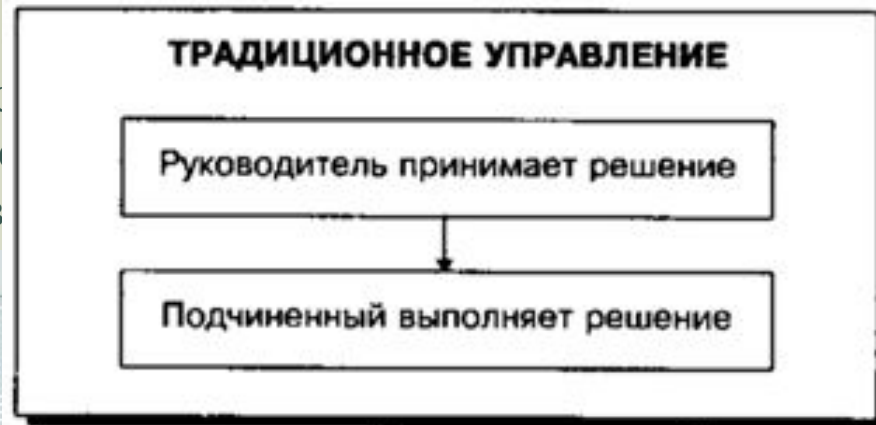 ТРАДИЦИОННОЕ УПРАВЛЕНИЕ
Руководитель принимает решение
Подчиненный выполняет решение